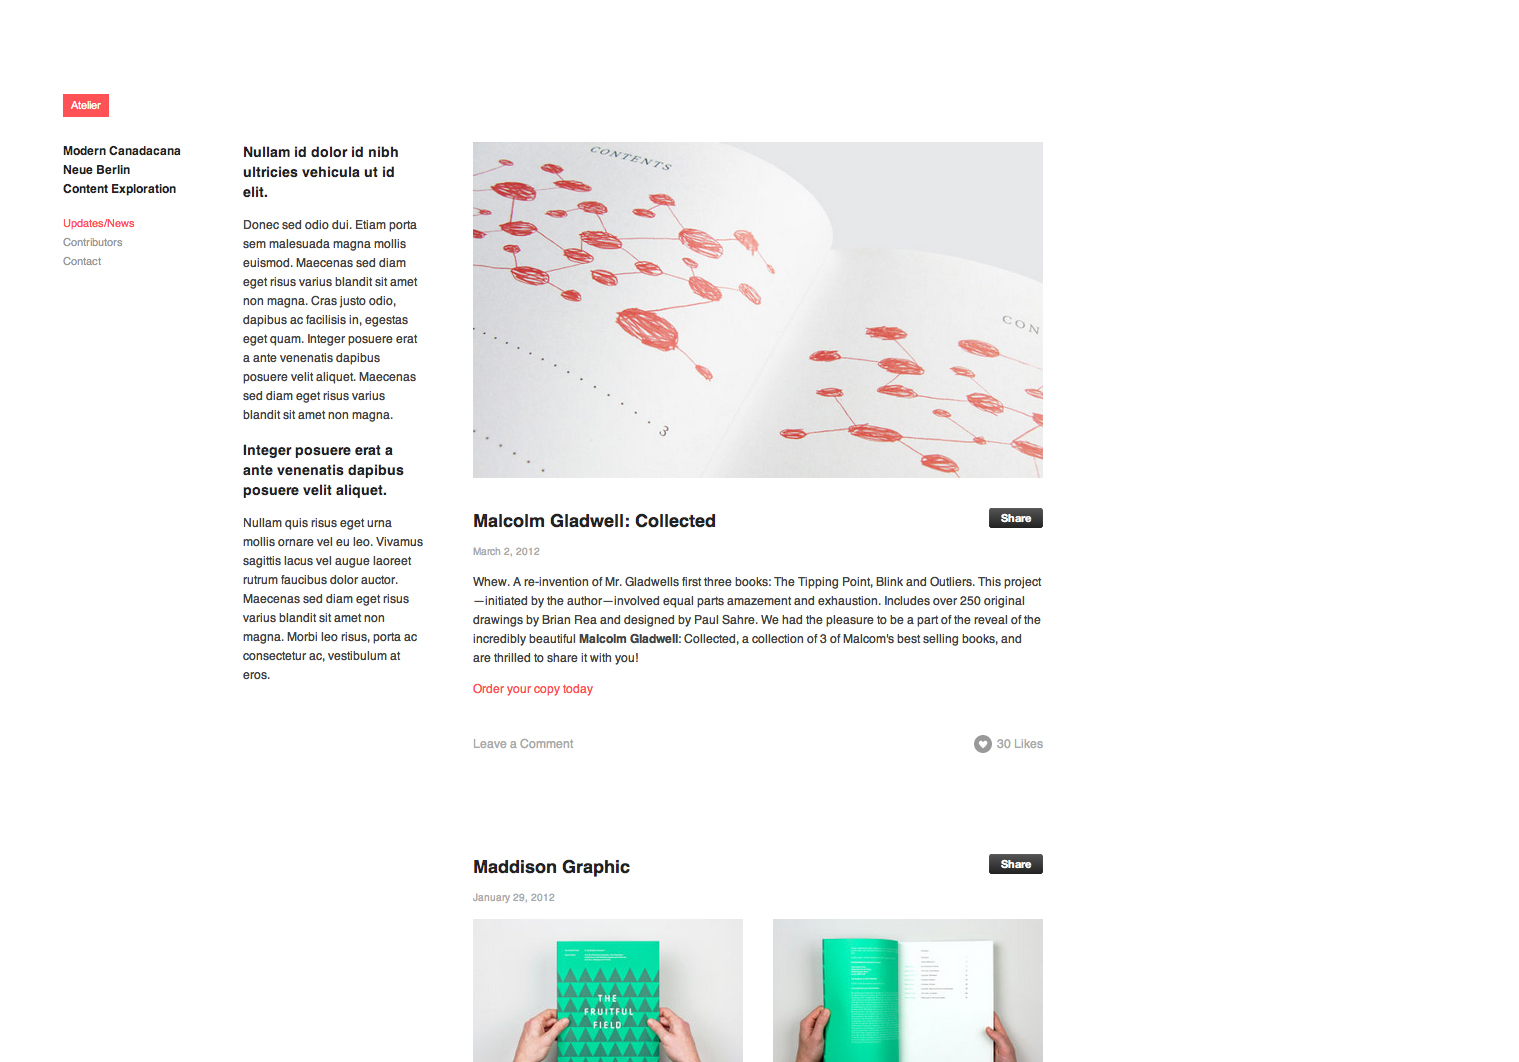 Atelier
Modern Canadacana
Neue Berlin
Content Exploration
Updates/News
Contributors
Contact
Nullam id dolor id nibh
ultricies vehicula ut id
elit.
Donec sed odio dui. Etiam porta
sem malesuada magna mollis
euismod. Maecenas sed diam
eget risus varius blandit sit amet
non magna. Cras justo odio,
dapibus ac facilisis in, egestas
eget quam. Integer posuere erat
a ante venenatis dapibus
posuere velit aliquet. Maecenas
sed diam eget risus varius
blandit sit amet non magna.
Integer posuere erat a
ante venenatis dapibus
posuere velit aliquet.
Nullam quis risus eget urna
mollis ornare vel eu leo. Vivamus
sagittis lacus vel augue laoreet
rutrum faucibus dolor auctor.
Maecenas sed diam eget risus
varius blandit sit amet non
magna. Morbi leo risus, porta ac
consectetur ac, vestibulum at
eros.
CONTENTS
CON
3
Malcolm Gladwell: Collected
Share
March 2, 2012
Whew. A re-invention of Mr. Gladwells first three books: The Tipping Point, Blink and Outliers. This project
—initiated by the author—involved equal parts amazement and exhaustion. Includes over 250 original
drawings by Brian Rea and designed by Paul Sahre. We had the pleasure to be a part of the reveal of the
incredibly beautiful Malcolm Gladwell: Collected, a collection of 3 of Malcom's best selling books, and
are thrilled to share it with you!
Order your copy today
Leave a Comment
30 Likes
Maddison Graphic
Share
January 29, 2012
THE
FRUITFUL
FIELD